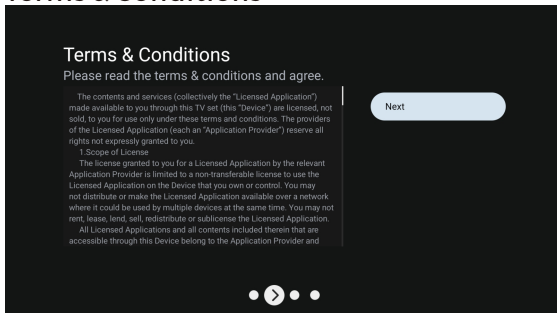 Terms & Conditions
Terms & Conditions
Please read the terms & conditions and agree.
The contents and services (collectively the “Licensed Application”)
made available to you through this TV set (this “Device”) are licensed, not
sold, to you for use only under these terms and conditions. The providers
of the Licensed Application (each an “Application Provider”) reserve all
rights not expressly granted to you.
1.Scope of License
The license granted to you for a Licensed Application by the relevant
Application Provider is limited to a non-transferable license to use the
Licensed Application on the Device that you own or control. You may
not distribute or make the Licensed Application available over a network
where it could be used by multiple devices at the same time. You may not
rent, lease, lend, sell, redistribute or sublicense the Licensed Application.
All Licensed Applications and all contents included therein that are
accessible through this Device belong to the Application Provider and
Next